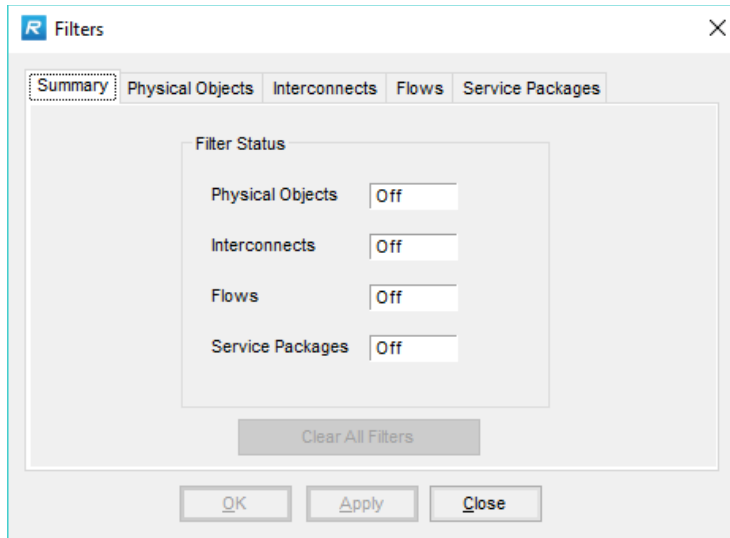 R Filters
Summary Physical Objects Interconnects Flows Service Packages
Filter Status
Physical Objects Off
Interconnects Off
Flows Off
Service Packages Off
Clear All Filters
OK Apply Close